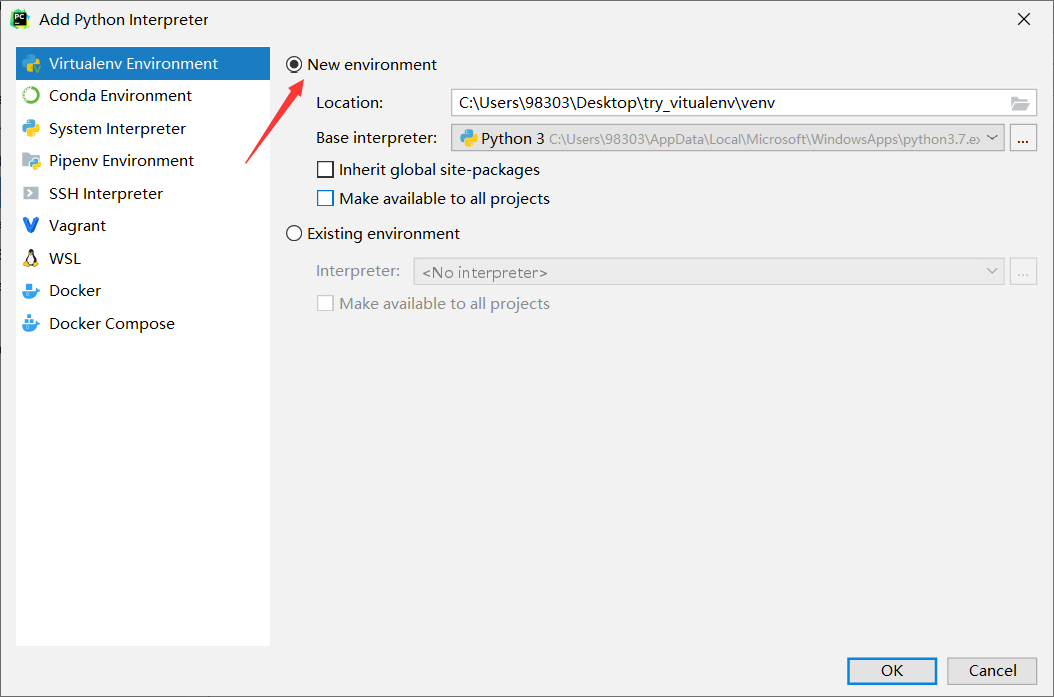 Add Python Interpreter
Virtualenv Environment
Conda Environment
System Interpreter
Pipenv Environment
SSH Interpreter
Vagrant
WSL
Docker
Docker Compose
New environment
Location: C:\Users\98303\Desktop\try_vitualenv\venv
Base interpreter: Python 3 C:\Users\98303\AppData\Local\Microsoft\WindowsApps\python3.7.ex ...
Inherit global site-packages
Make available to all projects
Existing environment
Interpreter: <No interpreter> ...
Make available to all projects
OK Cancel